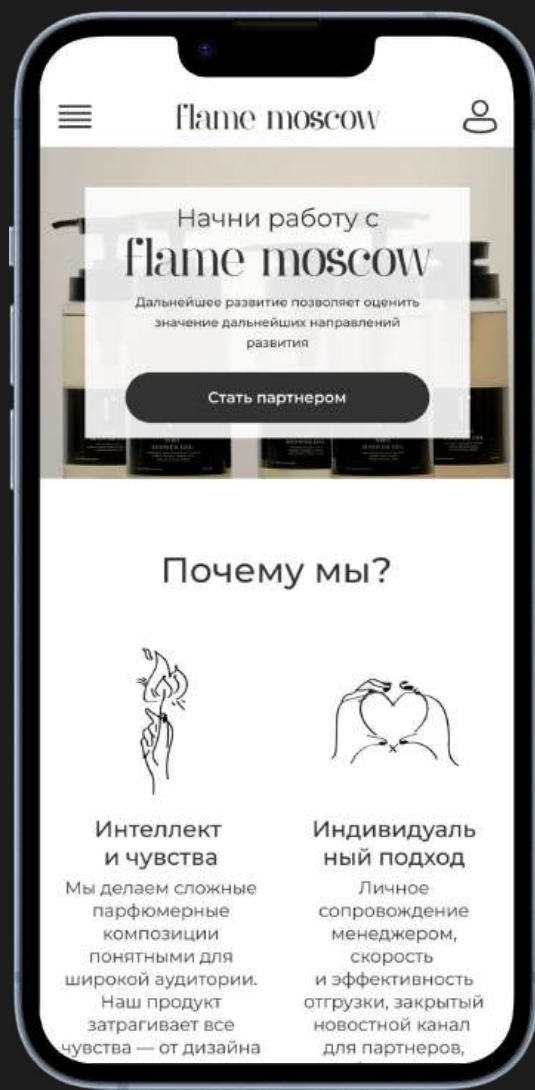 flame moscow
Начни работу с
flame moscow
Дальнейшее развитие позволяет оценить
значение дальнейших направлений
развития
Стать партнером
SHOWER GEL
Почему мы?
Интеллект
и чувства
Мы делаем сложные
парфюмерные
композиции
понятными для
широкой аудитории.
Наш продукт
затрагивает все
чувства — от дизайна
Индивидуаль
ный подход
Личное
сопровождение
менеджером,
скорость
и эффективность
отгрузки, закрытый
новостной канал
для партнеров,